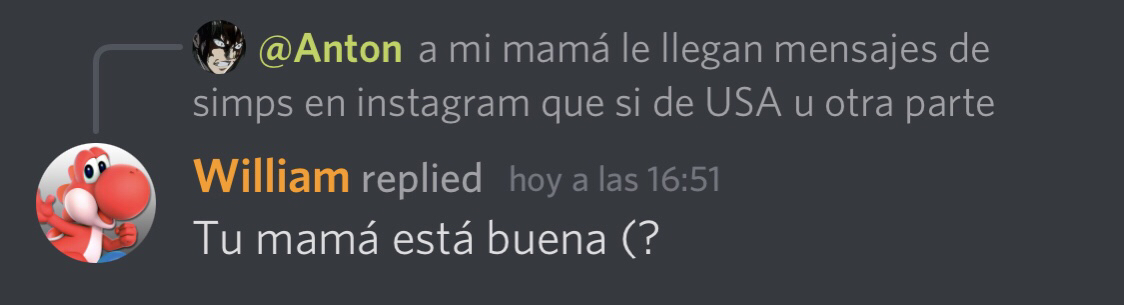 @Anton a mi mamá le llegan mensajes de
simps en instagram que si de USA u otra parte
William replied hoy a las 16:51
Tu mamá está buena (?